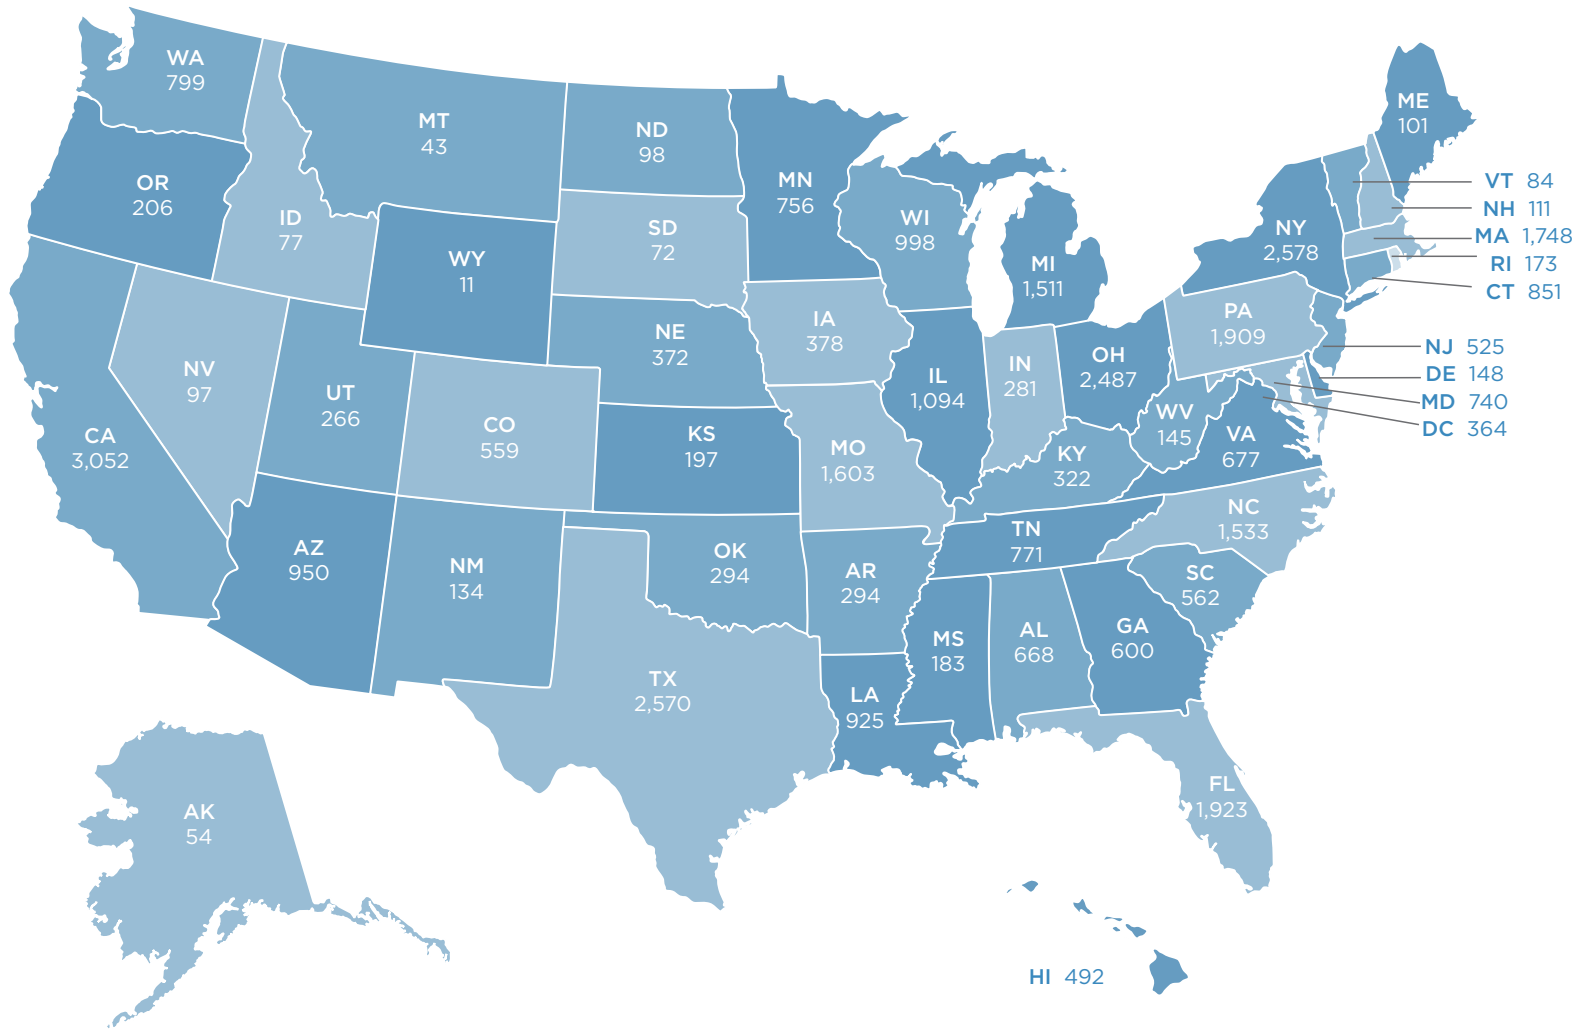 WA
799
OR
206
CA
3,052
ID
77
NV
97
MT
43
WY
11
UT
266
CO
559
AZ
950
NM
134
ND
98
SD
72
NE
372
KS
197
OK
294
TX
2,570
MN
756
IA
378
MO
1,603
AR
294
LA
925
WI
998
IL
1,094
MI
1,511
IN
281
OH
2,487
KY
322
TN
771
MS
183
AL
668
GA
600
FL
1,923
SC
562
NC
1,533
VA
677
WV
145
PA
1,909
NY
2,578
ME
101
VT 84
NH 111
MA 1,748
RI 173
CT 851
NJ 525
DE 148
MD 740
DC 364
AK
54
HI 492